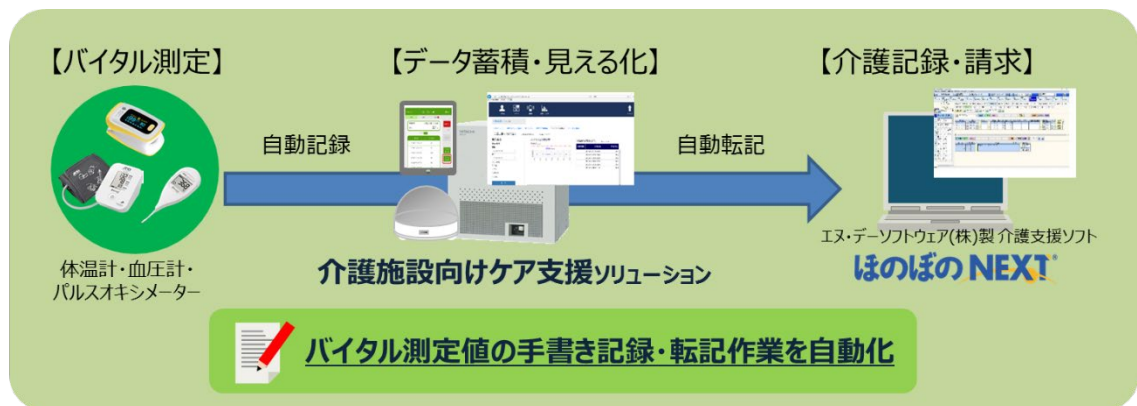 【バイタル測定】
【データ蓄積・見える化】
【介護記録・請求】
自動記録
自動転記
体温計・血圧計・
パルスオキシメーター
介護施設向けケア支援ソリューション
エヌ・デーソフトウェア(株)製 介護支援ソフト
ほのぼのNEXT
バイタル測定値の手書き記録・転記作業を自動化